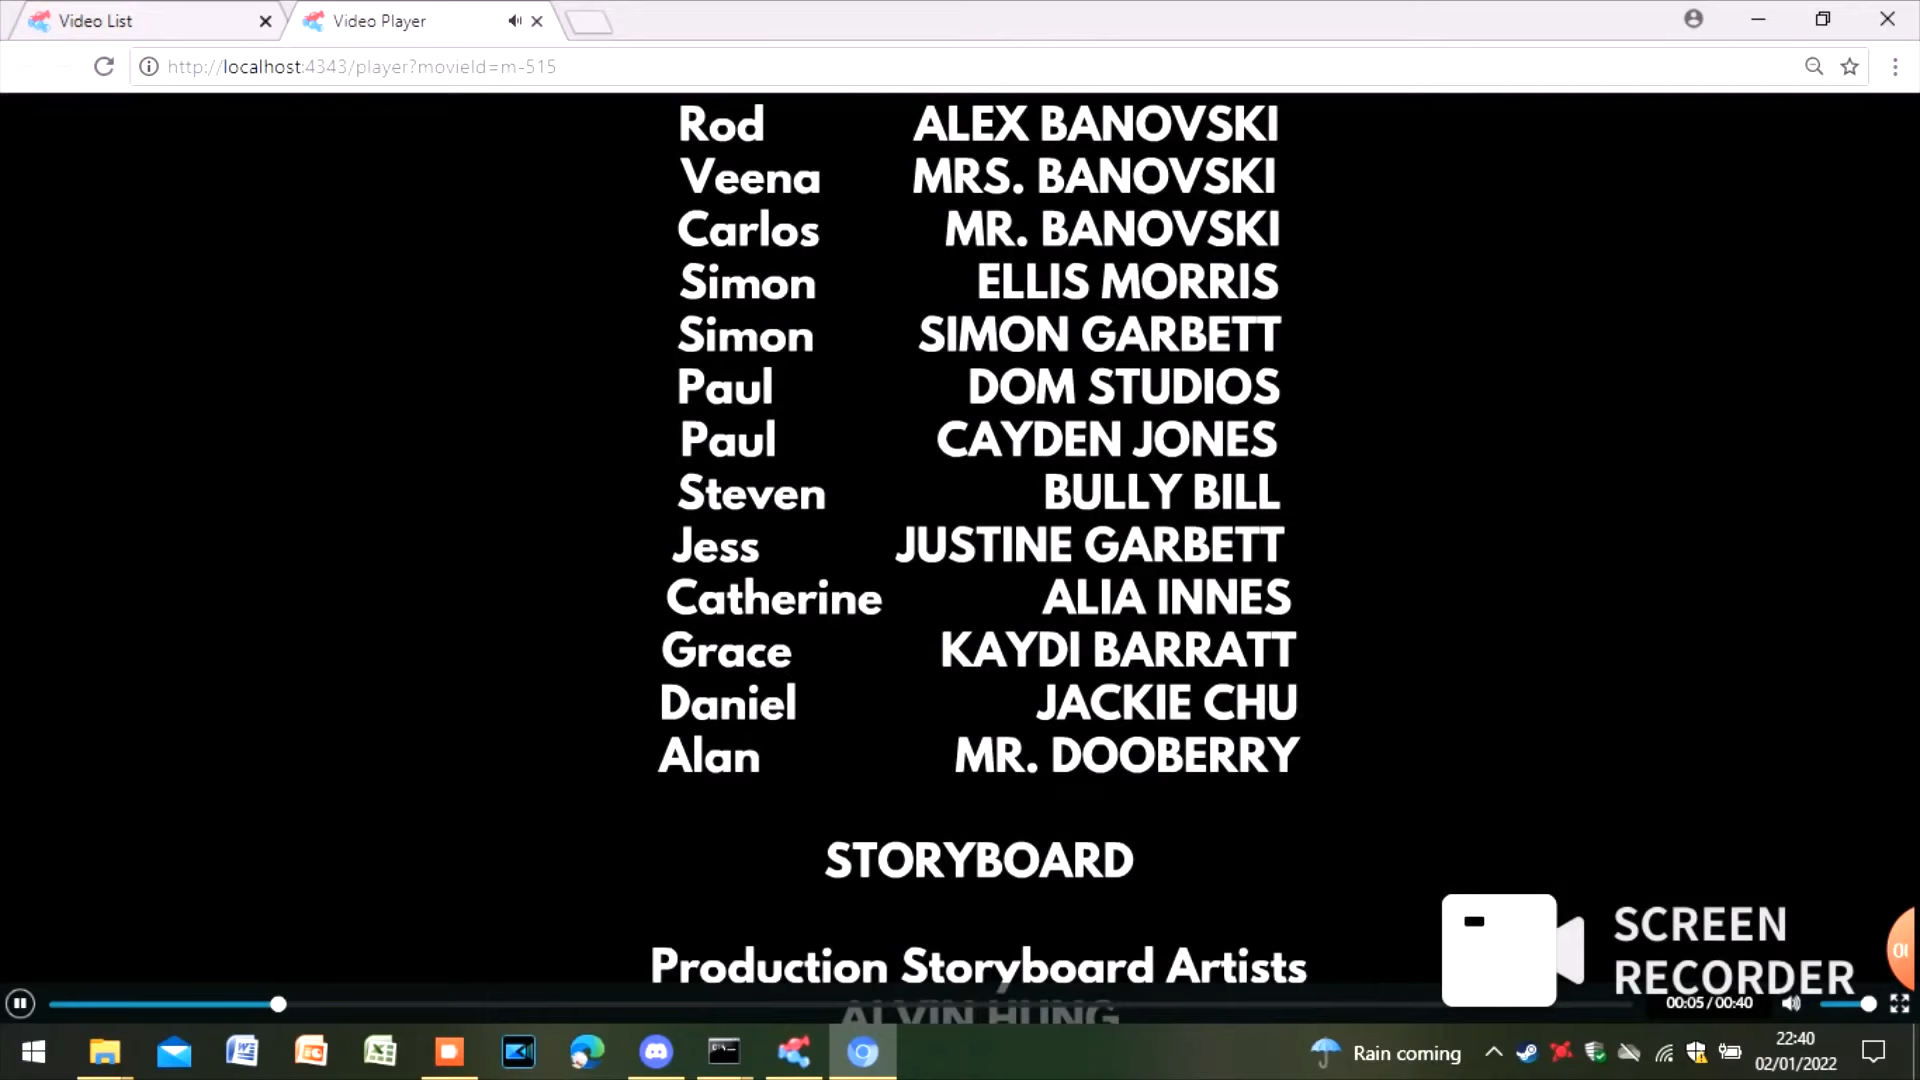 Video List
Video Player
http://localhost:4343/player?movieId=m-515
Rod ALEX BANOVSKI
Veena MRS. BANOVSKI
Carlos MR. BANOVSKI
Simon ELLIS MORRIS
Simon SIMON GARBETT
Paul DOM STUDIOS
Paul CAYDEN JONES
Steven BULLY BILL
Jess JUSTINE GARBETT
Catherine ALIA INNES
Grace KAYDI BARRATT
Daniel JACKIE CHU
Alan MR. DOOBERRY
STORYBOARD
Production Storyboard Artists
ALVIN HUNG
SCREEN
RECORDER
00:05 / 00:40
Rain coming
22:40
02/01/2022